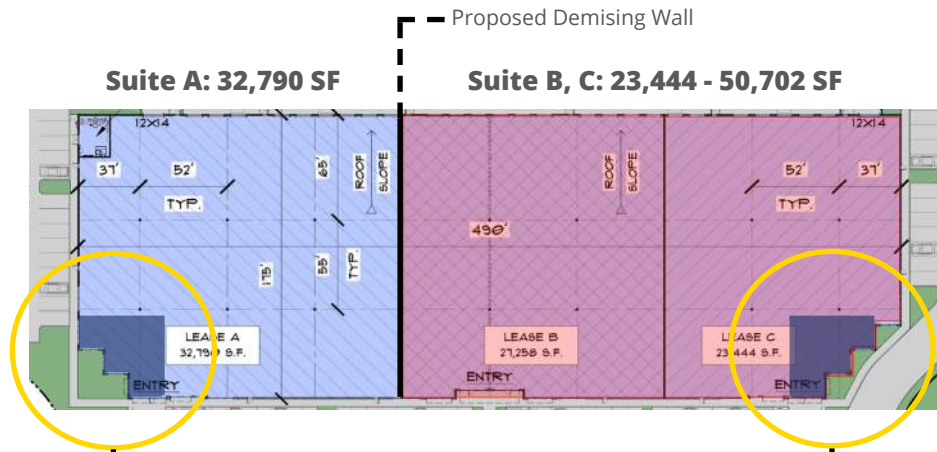 Proposed Demising Wall
Suite A: 32,790 SF
Suite B, C: 23,444 - 50,702 SF
12X14
12X14
37'
52'
TYP.
65'
ROOF
SLOPE
ROOF
SLOPE
52'
37'
TYP.
490'
175'
55'
TYP.
LEASE A
32,790 S.F.
LEASE B
27,258 S.F.
LEASE C
23,444 S.F.
ENTRY
ENTRY
ENTRY